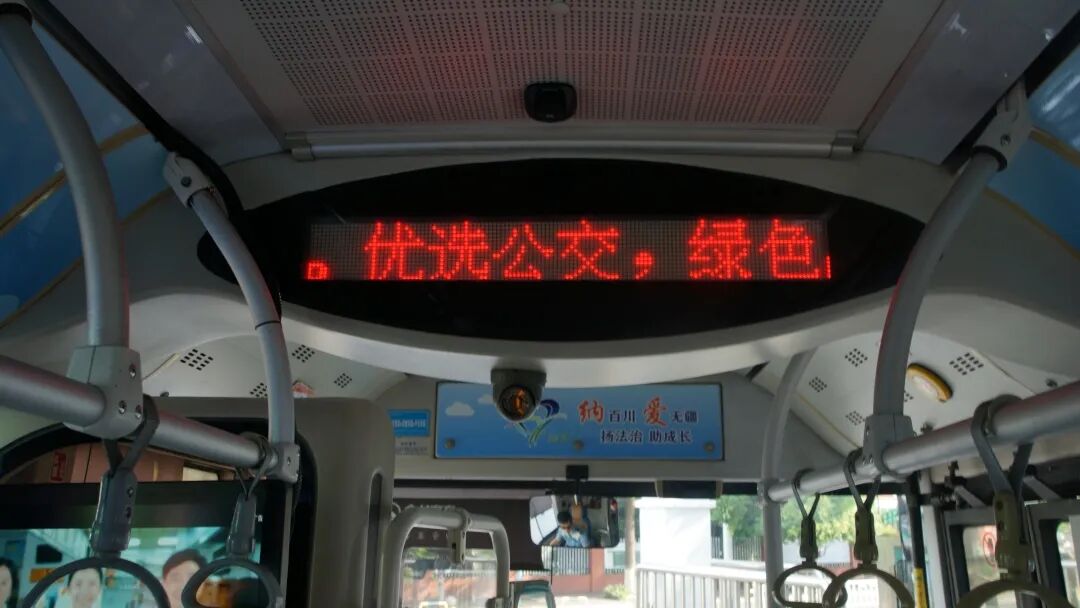 。优选公交，绿色
纳百川 爱无疆
扬法治 助成长